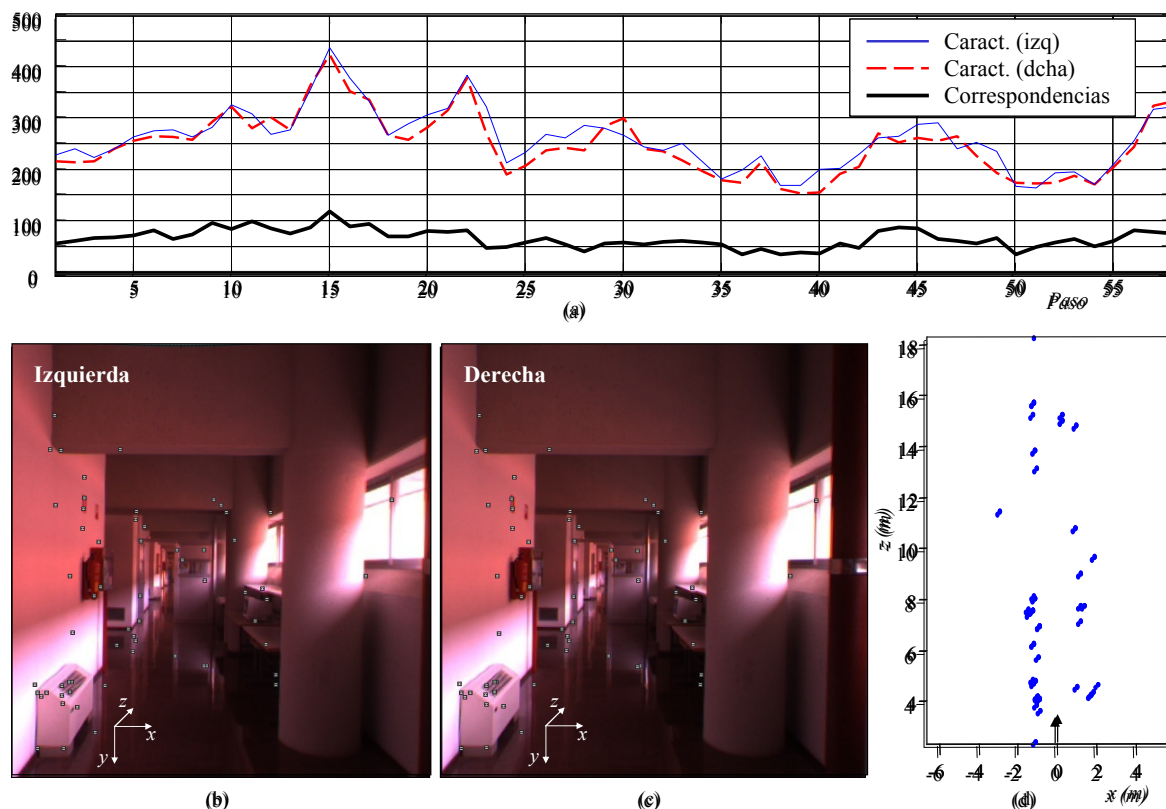 500
400
300
200
100
0
Caract. (izq)
Caract. (dcha)
Correspondencias
5 10 15 20 25 30 35 40 45 50 55
Paso
(a)
Izquierda
z
x
y
(b)
Derecha
z
x
y
(c)
18
16
14
12
10
8
6
4
z (m)
-6 -4 -2 0 2 4
x (m)
(d)